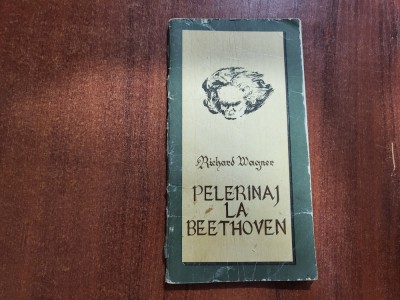 Richard Wagner
PELERINAJ
LA
BEETHOVEN